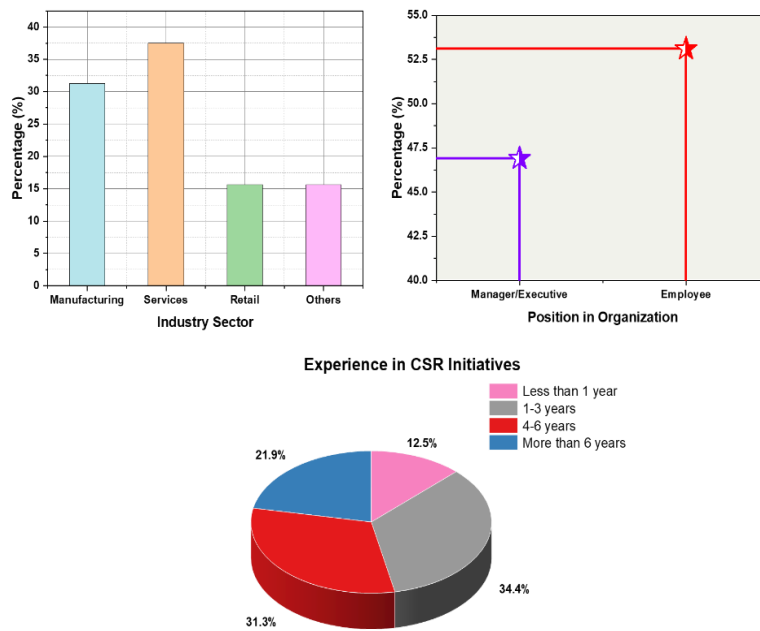 40
35
30
25
20
15
10
5
0
Percentage (%)
Manufacturing Services Retail Others
Industry Sector
55.0
52.5
50.0
47.5
45.0
42.5
40.0
Percentage (%)
Manager/Executive Employee
Position in Organization
Experience in CSR Initiatives
Less than 1 year
1-3 years
4-6 years
More than 6 years
12.5%
21.9%
34.4%
31.3%